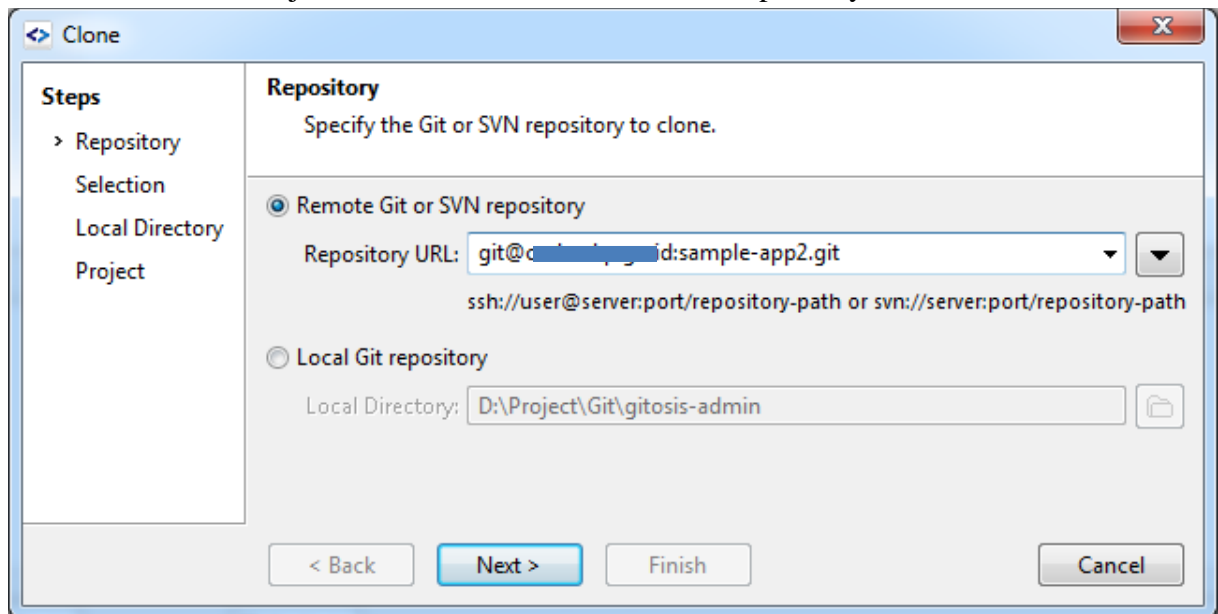 Clone
Steps
> Repository
Selection
Local Directory
Project
Repository
Specify the Git or SVN repository to clone.
Remote Git or SVN repository
Repository URL: :sample-app2.git
ssh://user@server:port/repository-path or svn://server:port/repository-path
Local Git repository
Local Directory: D:\Project\Git\gitosis-admin
< Back Next > Finish Cancel